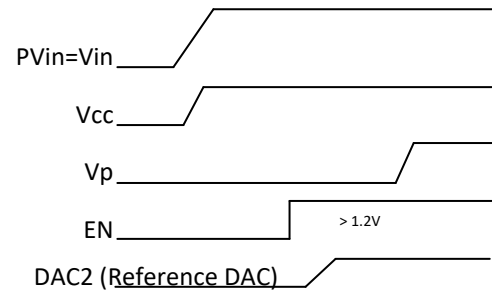 PVin=Vin
Vcc
Vp
EN
> 1.2V
DAC2 (Reference DAC)